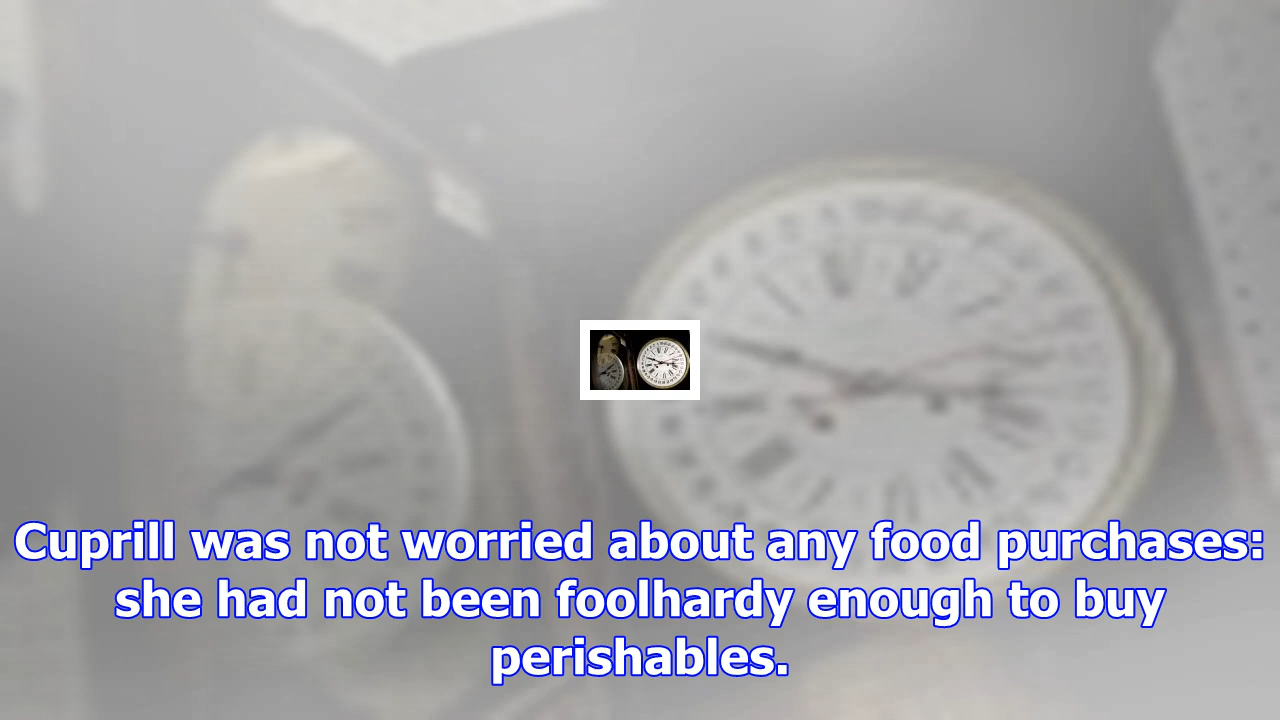 Cuprill was not worried about any food purchases:
she had not been foolhardy enough to buy
perishables.